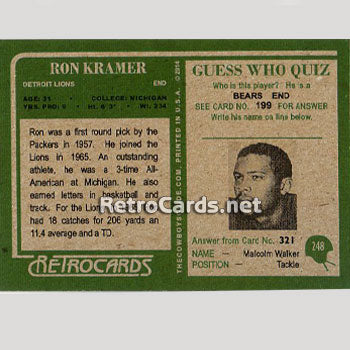 RON KRAMER
DETROIT LIONS END
AGE: 31 COLLEGE: MICHIGAN
YRS. PRO: 9 Ht. 6'3" Wt. 234
Ron was a first round pick by the
Packers in 1957. He joined the
Lions in 1965. An outstanding
athlete, he was a 3-time All-
American at Michigan. He also
earned letters in basketball and
track. For the Lions
had 18 catches for 206 yards an
11.4 average and a TD.
RETROCARDS
© 2014
PRINTED IN U.S.A.
GUESS WHO QUIZ
Who is this player? He is a
BEARS END
SEE CARD NO. 199 FOR ANSWER
Write his name on line below.
RetroCards.net
Answer from Card No. 321
NAME — Malcolm Walker
POSITION — Tackle
248